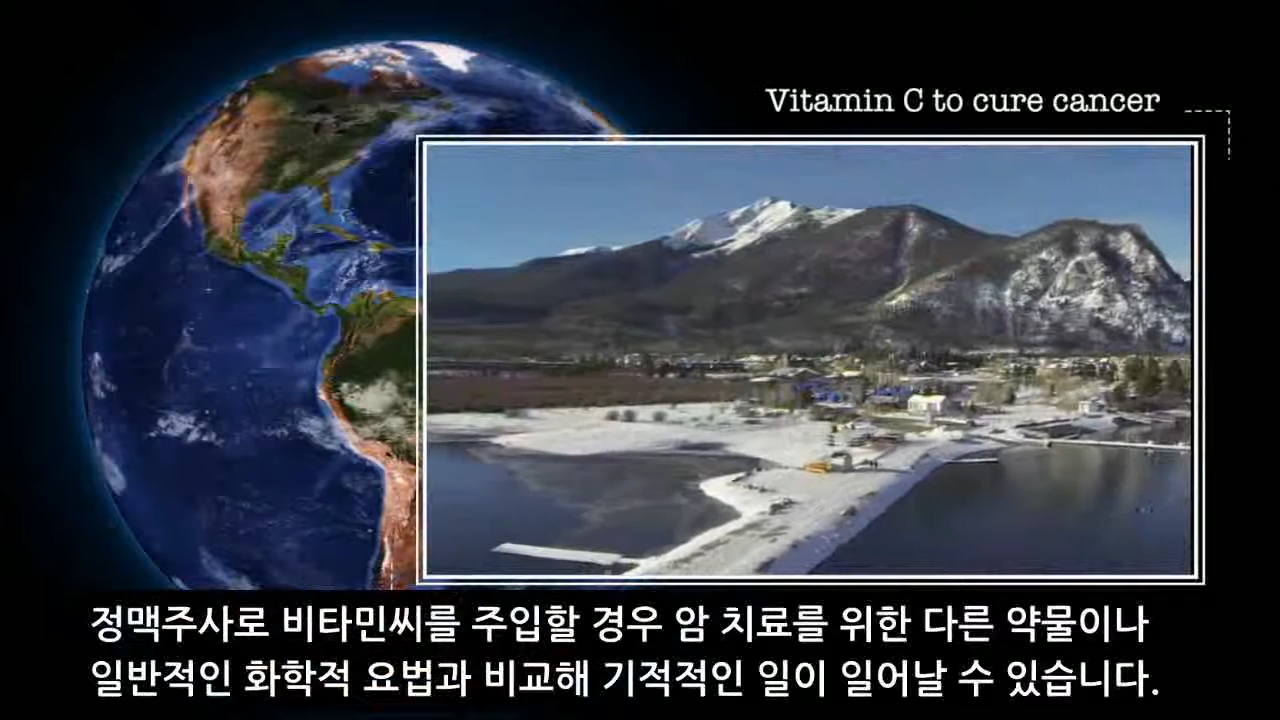 Vitamin C to cure cancer
정맥주사로 비타민씨를 주입할 경우 암 치료를 위한 다른 약물이나
일반적인 화학적 요법과 비교해 기적적인 일이 일어날 수 있습니다.